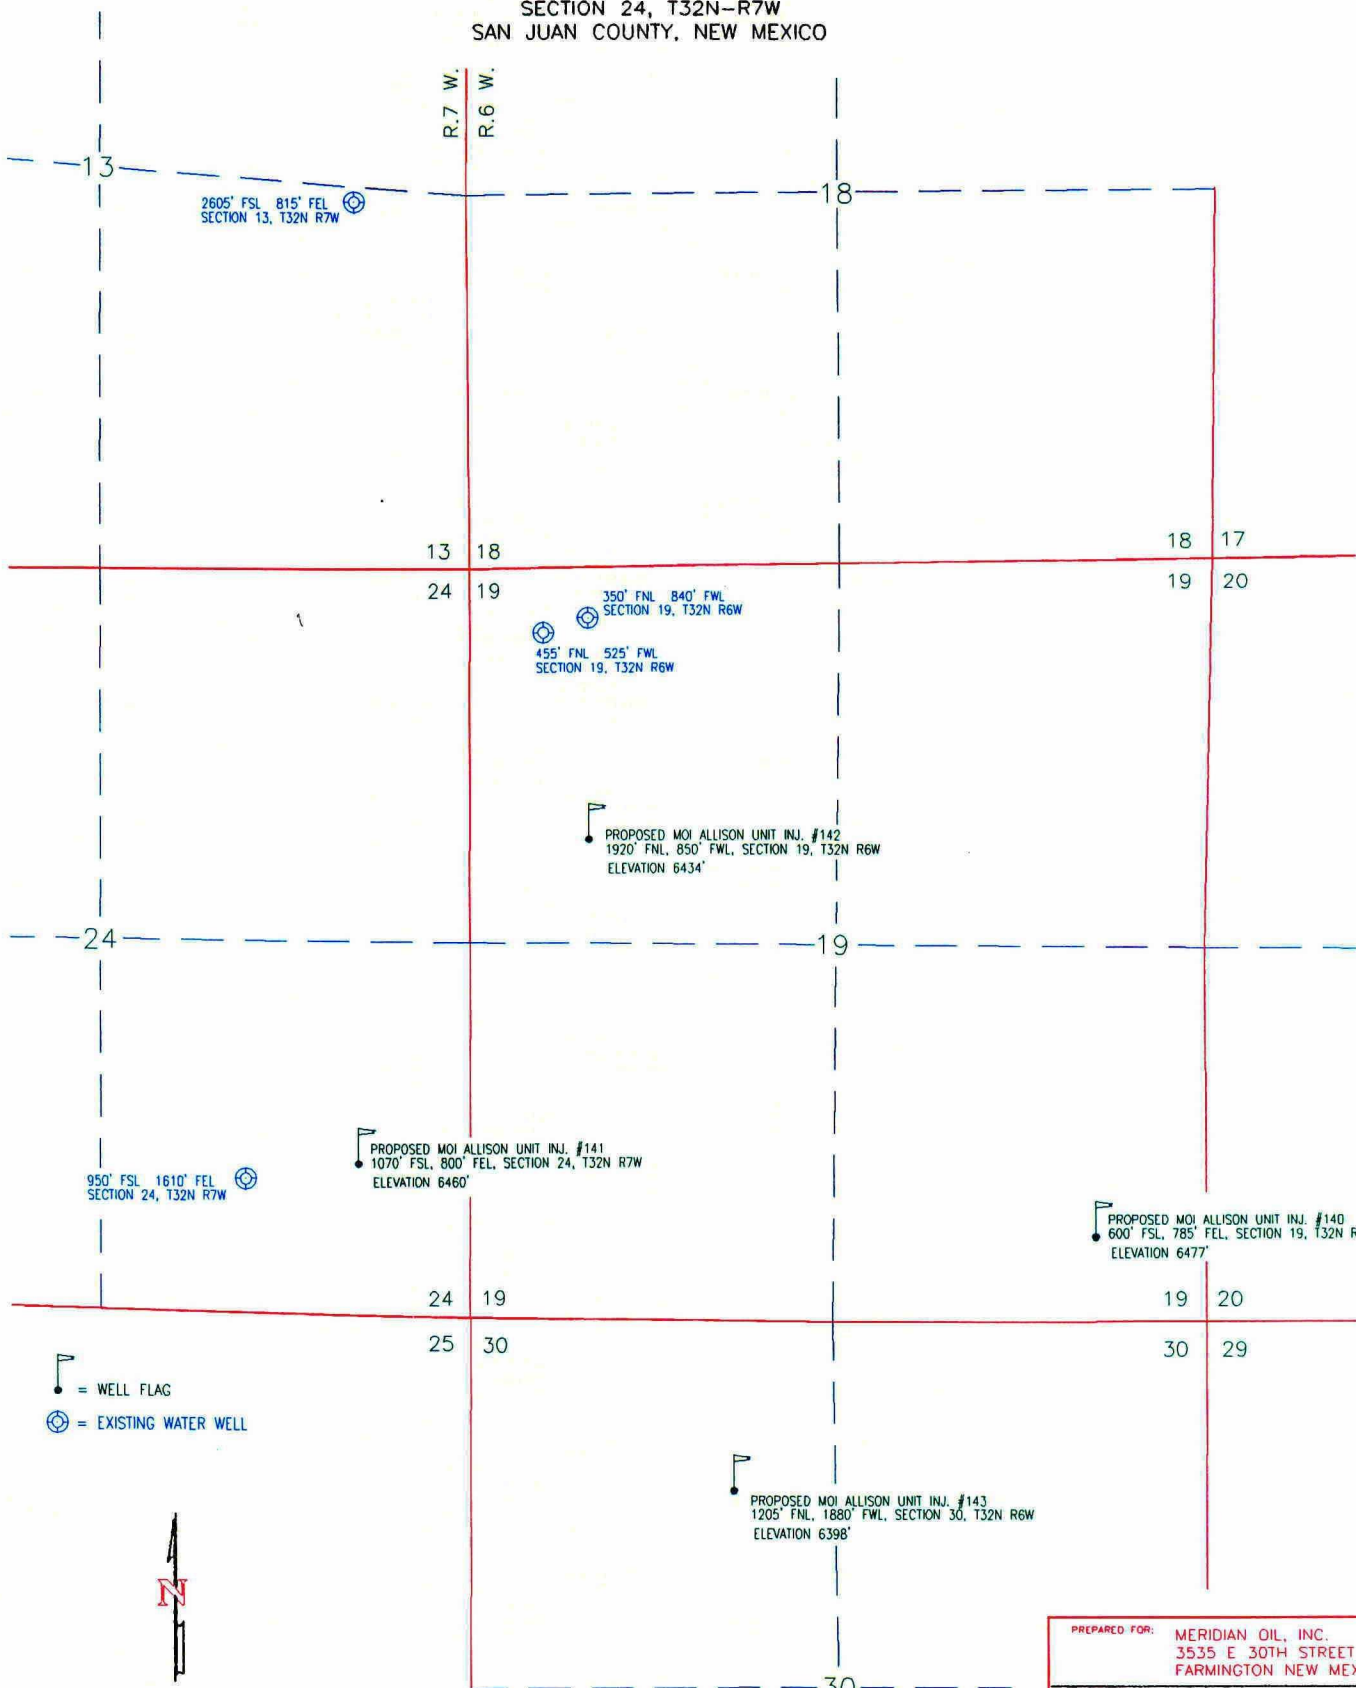 SECTION 24, T32N-R7W
SAN JUAN COUNTY, NEW MEXICO
R.7 W.
R.6 W.
13
18
2605' FSL 815' FEL
SECTION 13, T32N R7W
13 18
24 19
18 17
19 20
350' FNL 840' FWL
SECTION 19, T32N R6W
455' FNL 525' FWL
SECTION 19, T32N R6W
PROPOSED MOI ALLISON UNIT INJ. #142
1920' FNL, 850' FWL, SECTION 19, T32N R6W
ELEVATION 6434'
24
19
PROPOSED MOI ALLISON UNIT INJ. #141
1070' FSL, 800' FEL, SECTION 24, T32N R7W
ELEVATION 6460'
950' FSL 1610' FEL
SECTION 24, T32N R7W
PROPOSED MOI ALLISON UNIT INJ. #140
600' FSL, 785' FEL, SECTION 19, T32N R
ELEVATION 6477'
24 19
25 30
19 20
30 29
= WELL FLAG
= EXISTING WATER WELL
PROPOSED MOI ALLISON UNIT INJ. #143
1205' FNL, 1880' FWL, SECTION 30, T32N R6W
ELEVATION 6398'
N
PREPARED FOR: MERIDIAN OIL, INC.
3535 E 30TH STREET
FARMINGTON NEW MEX
30